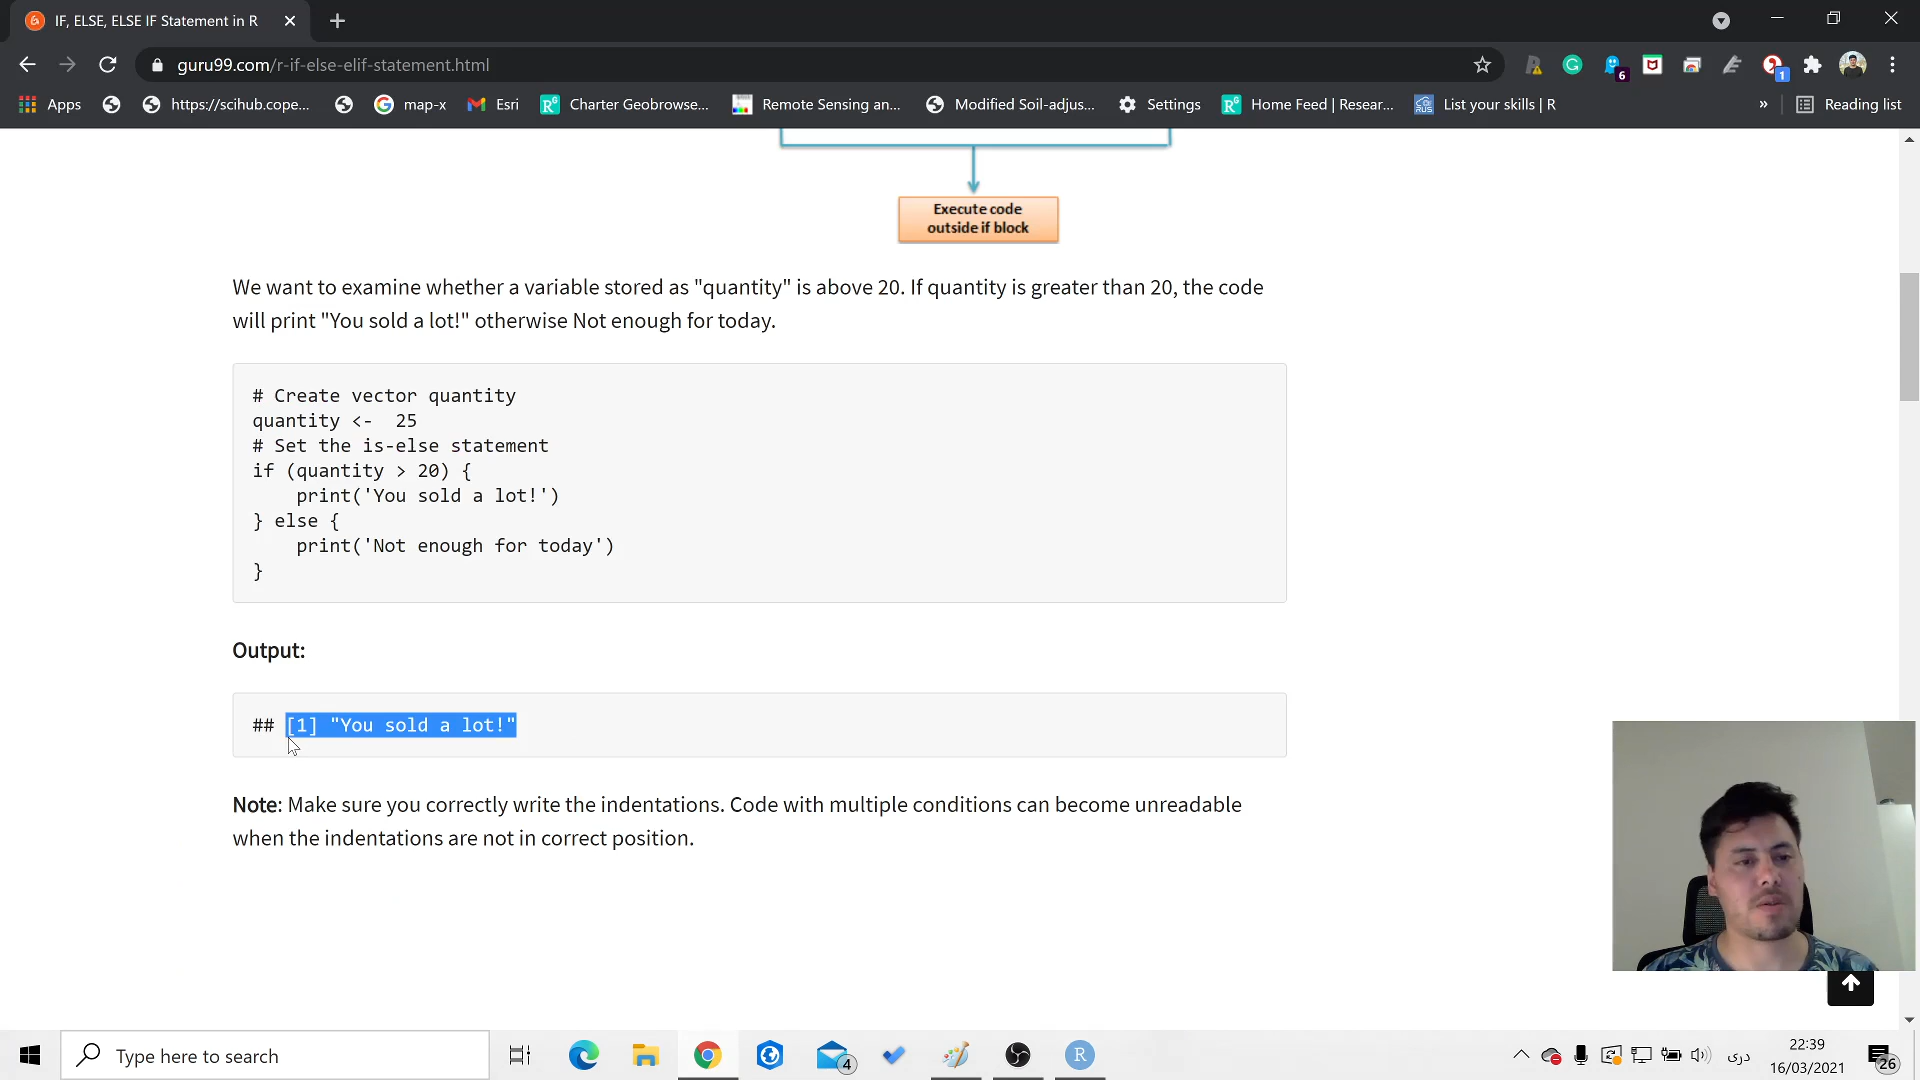 IF, ELSE, ELSE IF Statement in R
guru99.com/r-if-else-elif-statement.html
6
1
Apps
https://scihub.cope...
map-x
Esri
Charter Geobrowse...
Remote Sensing an...
Modified Soil-adjus...
Settings
Home Feed | Resear...
List your skills | R
»
Reading list
Execute code
outside if block
We want to examine whether a variable stored as "quantity" is above 20. If quantity is greater than 20, the code
will print "You sold a lot!" otherwise Not enough for today.
# Create vector quantity
quantity <-  25
# Set the is-else statement
if (quantity > 20) {
    print('You sold a lot!')
} else {
    print('Not enough for today')
}
Output:
## [1] "You sold a lot!"
Note: Make sure you correctly write the indentations. Code with multiple conditions can become unreadable
when the indentations are not in correct position.
Type here to search
4
R
دری
22:39
16/03/2021
26